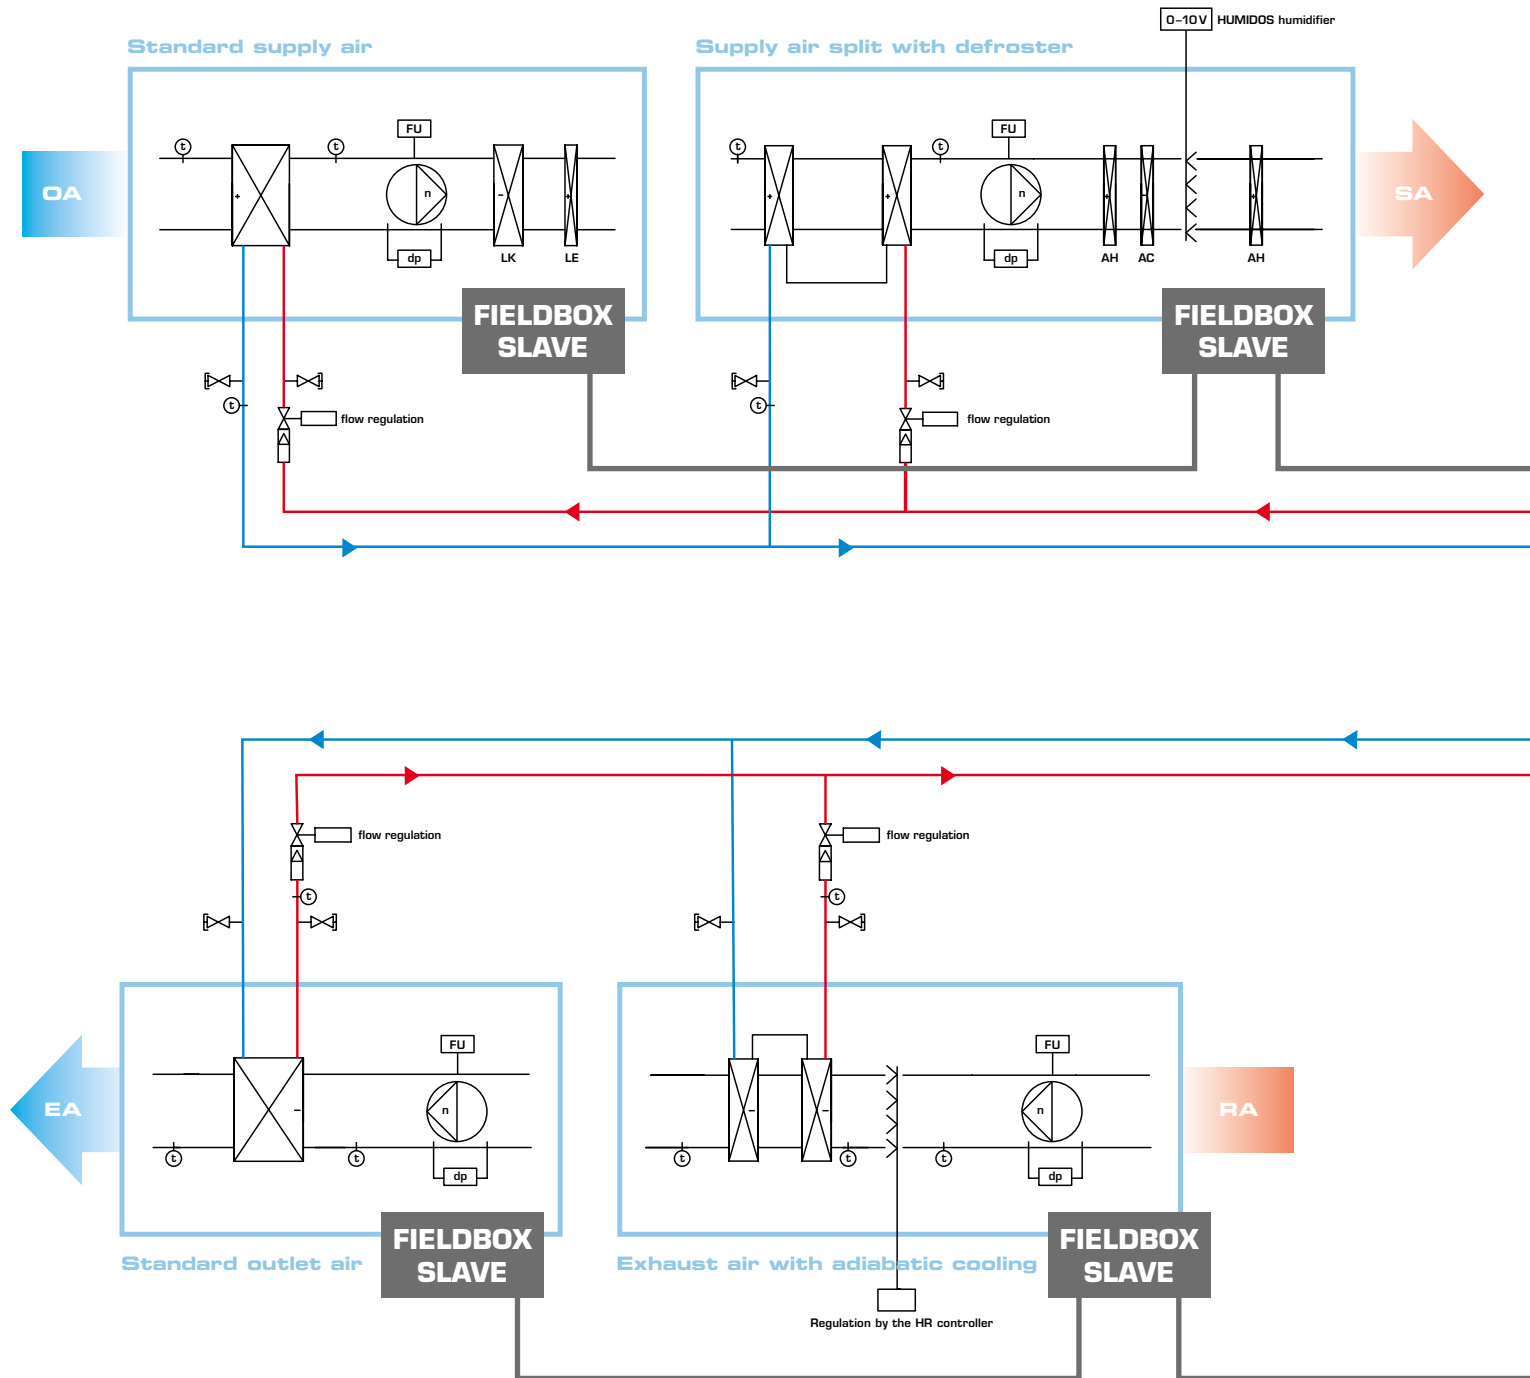 0-10V HUMIDOS humidifier
Standard supply air
Supply air split with defroster
FU
FU
t
t
t
t
OA
n
n
SA
dp
LK
LE
dp
AH
AC
AH
FIELDBOX
SLAVE
FIELDBOX
SLAVE
t
flow regulation
t
flow regulation
flow regulation
flow regulation
t
t
FU
FU
EA
n
n
RA
t
t
t
t
t
dp
dp
FIELDBOX
SLAVE
FIELDBOX
SLAVE
Standard outlet air
Exhaust air with adiabatic cooling
Regulation by the HR controller